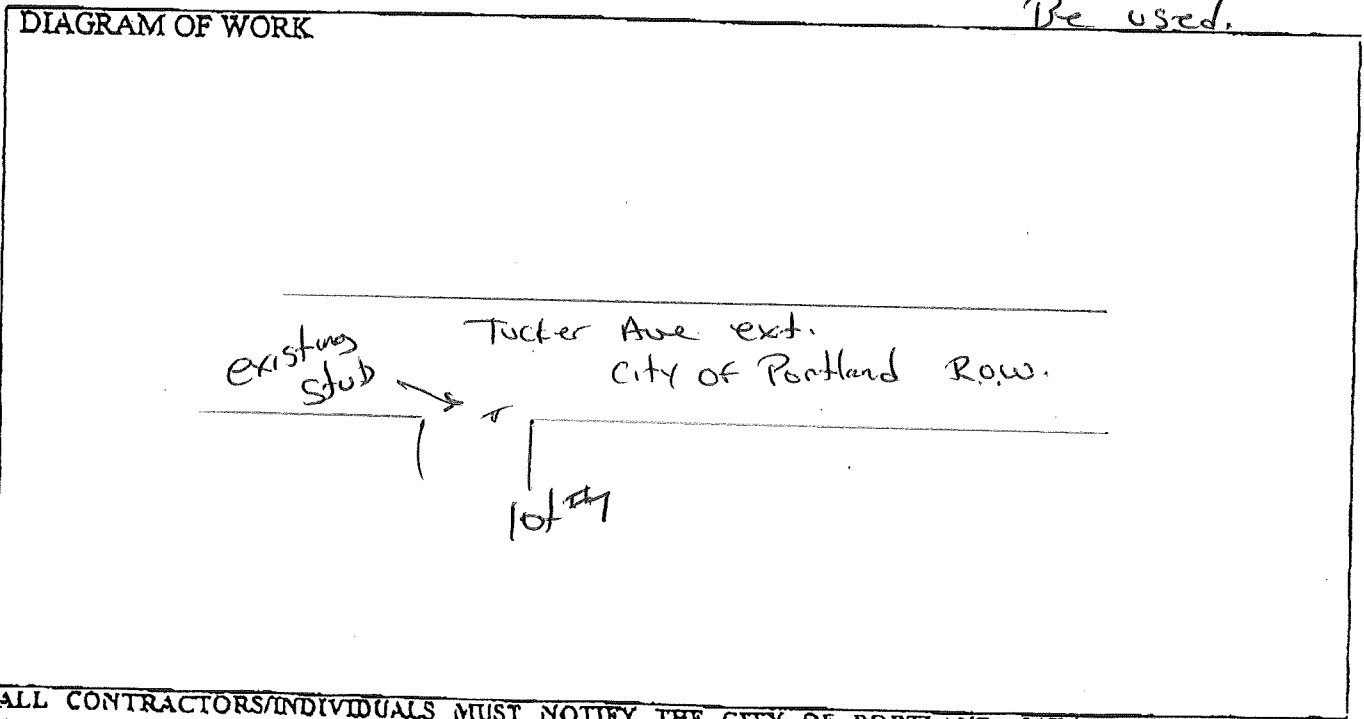 Be used.
DIAGRAM OF WORK
Tucker Ave ext.
City of Portland R.O.W.
existing
stub
lot #7
ALL CONTRACTORS/INDIVIDUALS MUST NOTIFY THE CITY OF PORTLAND